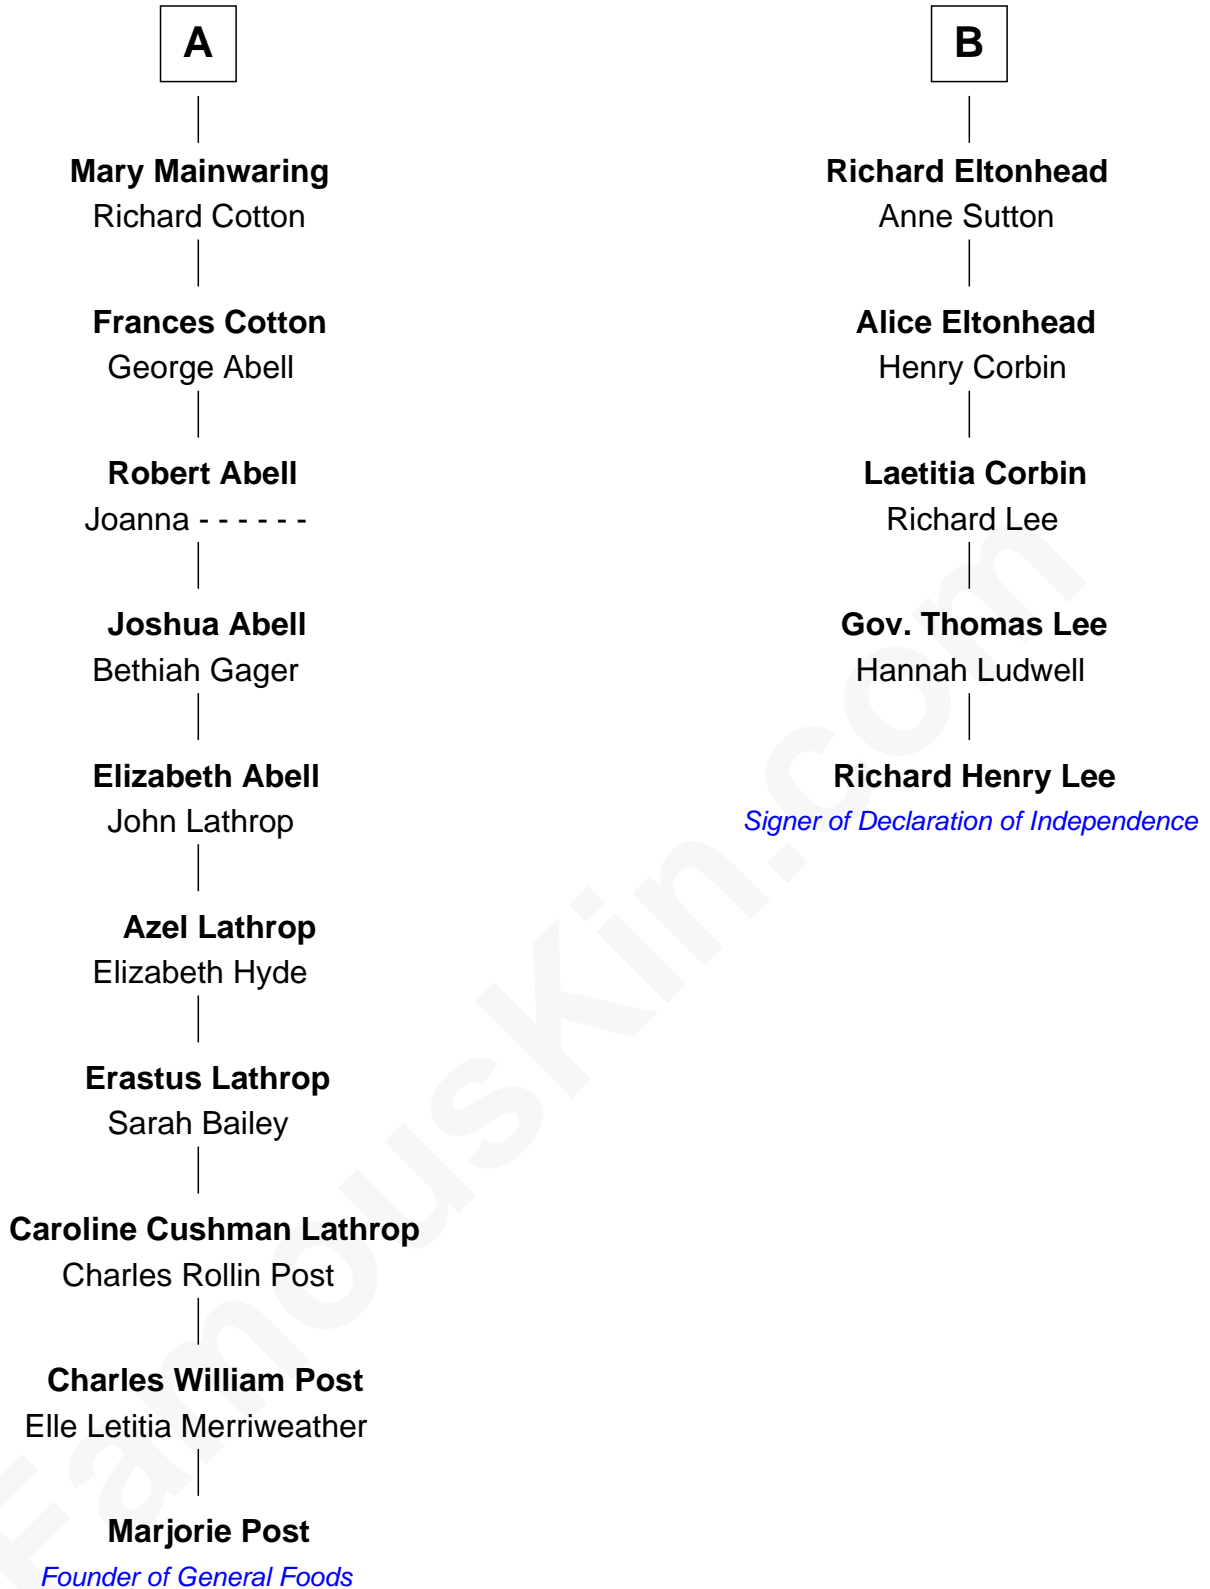 A
Mary Mainwaring
Richard Cotton
Frances Cotton
George Abell
Robert Abell
Joanna - - - - - -
Joshua Abell
Bethiah Gager
Elizabeth Abell
John Lathrop
Azel Lathrop
Elizabeth Hyde
Erastus Lathrop
Sarah Bailey
Caroline Cushman Lathrop
Charles Rollin Post
Charles William Post
Elle Letitia Merriweather
Marjorie Post
Founder of General Foods
B
Richard Eltonhead
Anne Sutton
Alice Eltonhead
Henry Corbin
Laetitia Corbin
Richard Lee
Gov. Thomas Lee
Hannah Ludwell
Richard Henry Lee
Signer of Declaration of Independence
FamousKin.com